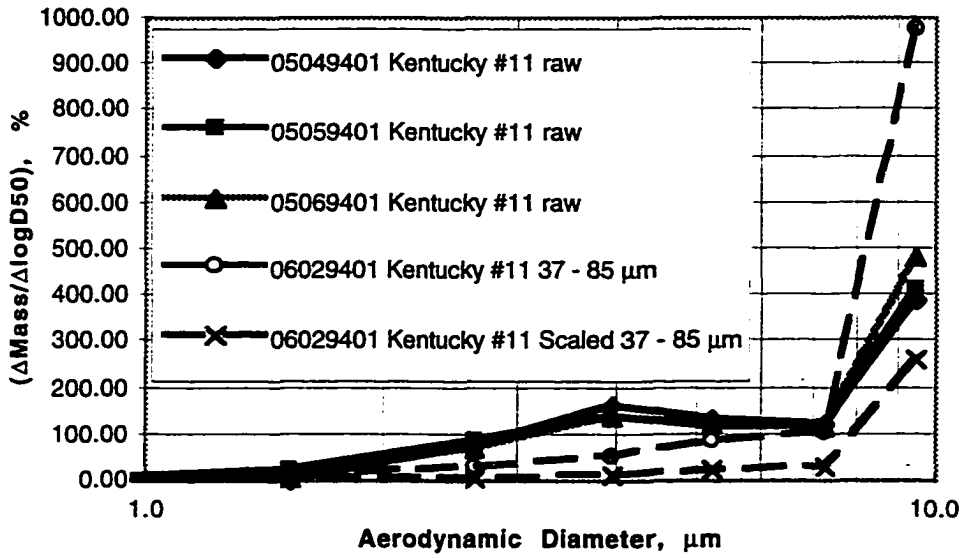 1000.00
900.00
800.00
700.00
600.00
500.00
400.00
300.00
200.00
100.00
0.00
(ΔMass/ΔlogD50), %
05049401 Kentucky #11 raw
05059401 Kentucky #11 raw
05069401 Kentucky #11 raw
06029401 Kentucky #11 37 - 85 µm
06029401 Kentucky #11 Scaled 37 - 85 µm
1.0
10.0
Aerodynamic Diameter, µm